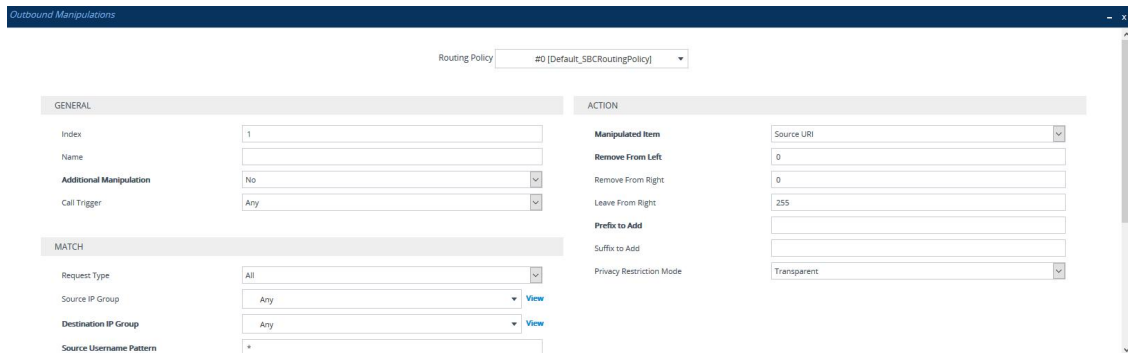 Outbound Manipulations
– x
Routing Policy #0 [Default_SBCRoutingPolicy]
GENERAL
Index 1
Name
Additional Manipulation No
Call Trigger Any
MATCH
Request Type All
Source IP Group Any View
Destination IP Group Any View
Source Username Pattern *
ACTION
Manipulated Item Source URI
Remove From Left 0
Remove From Right 0
Leave From Right 255
Prefix to Add
Suffix to Add
Privacy Restriction Mode Transparent